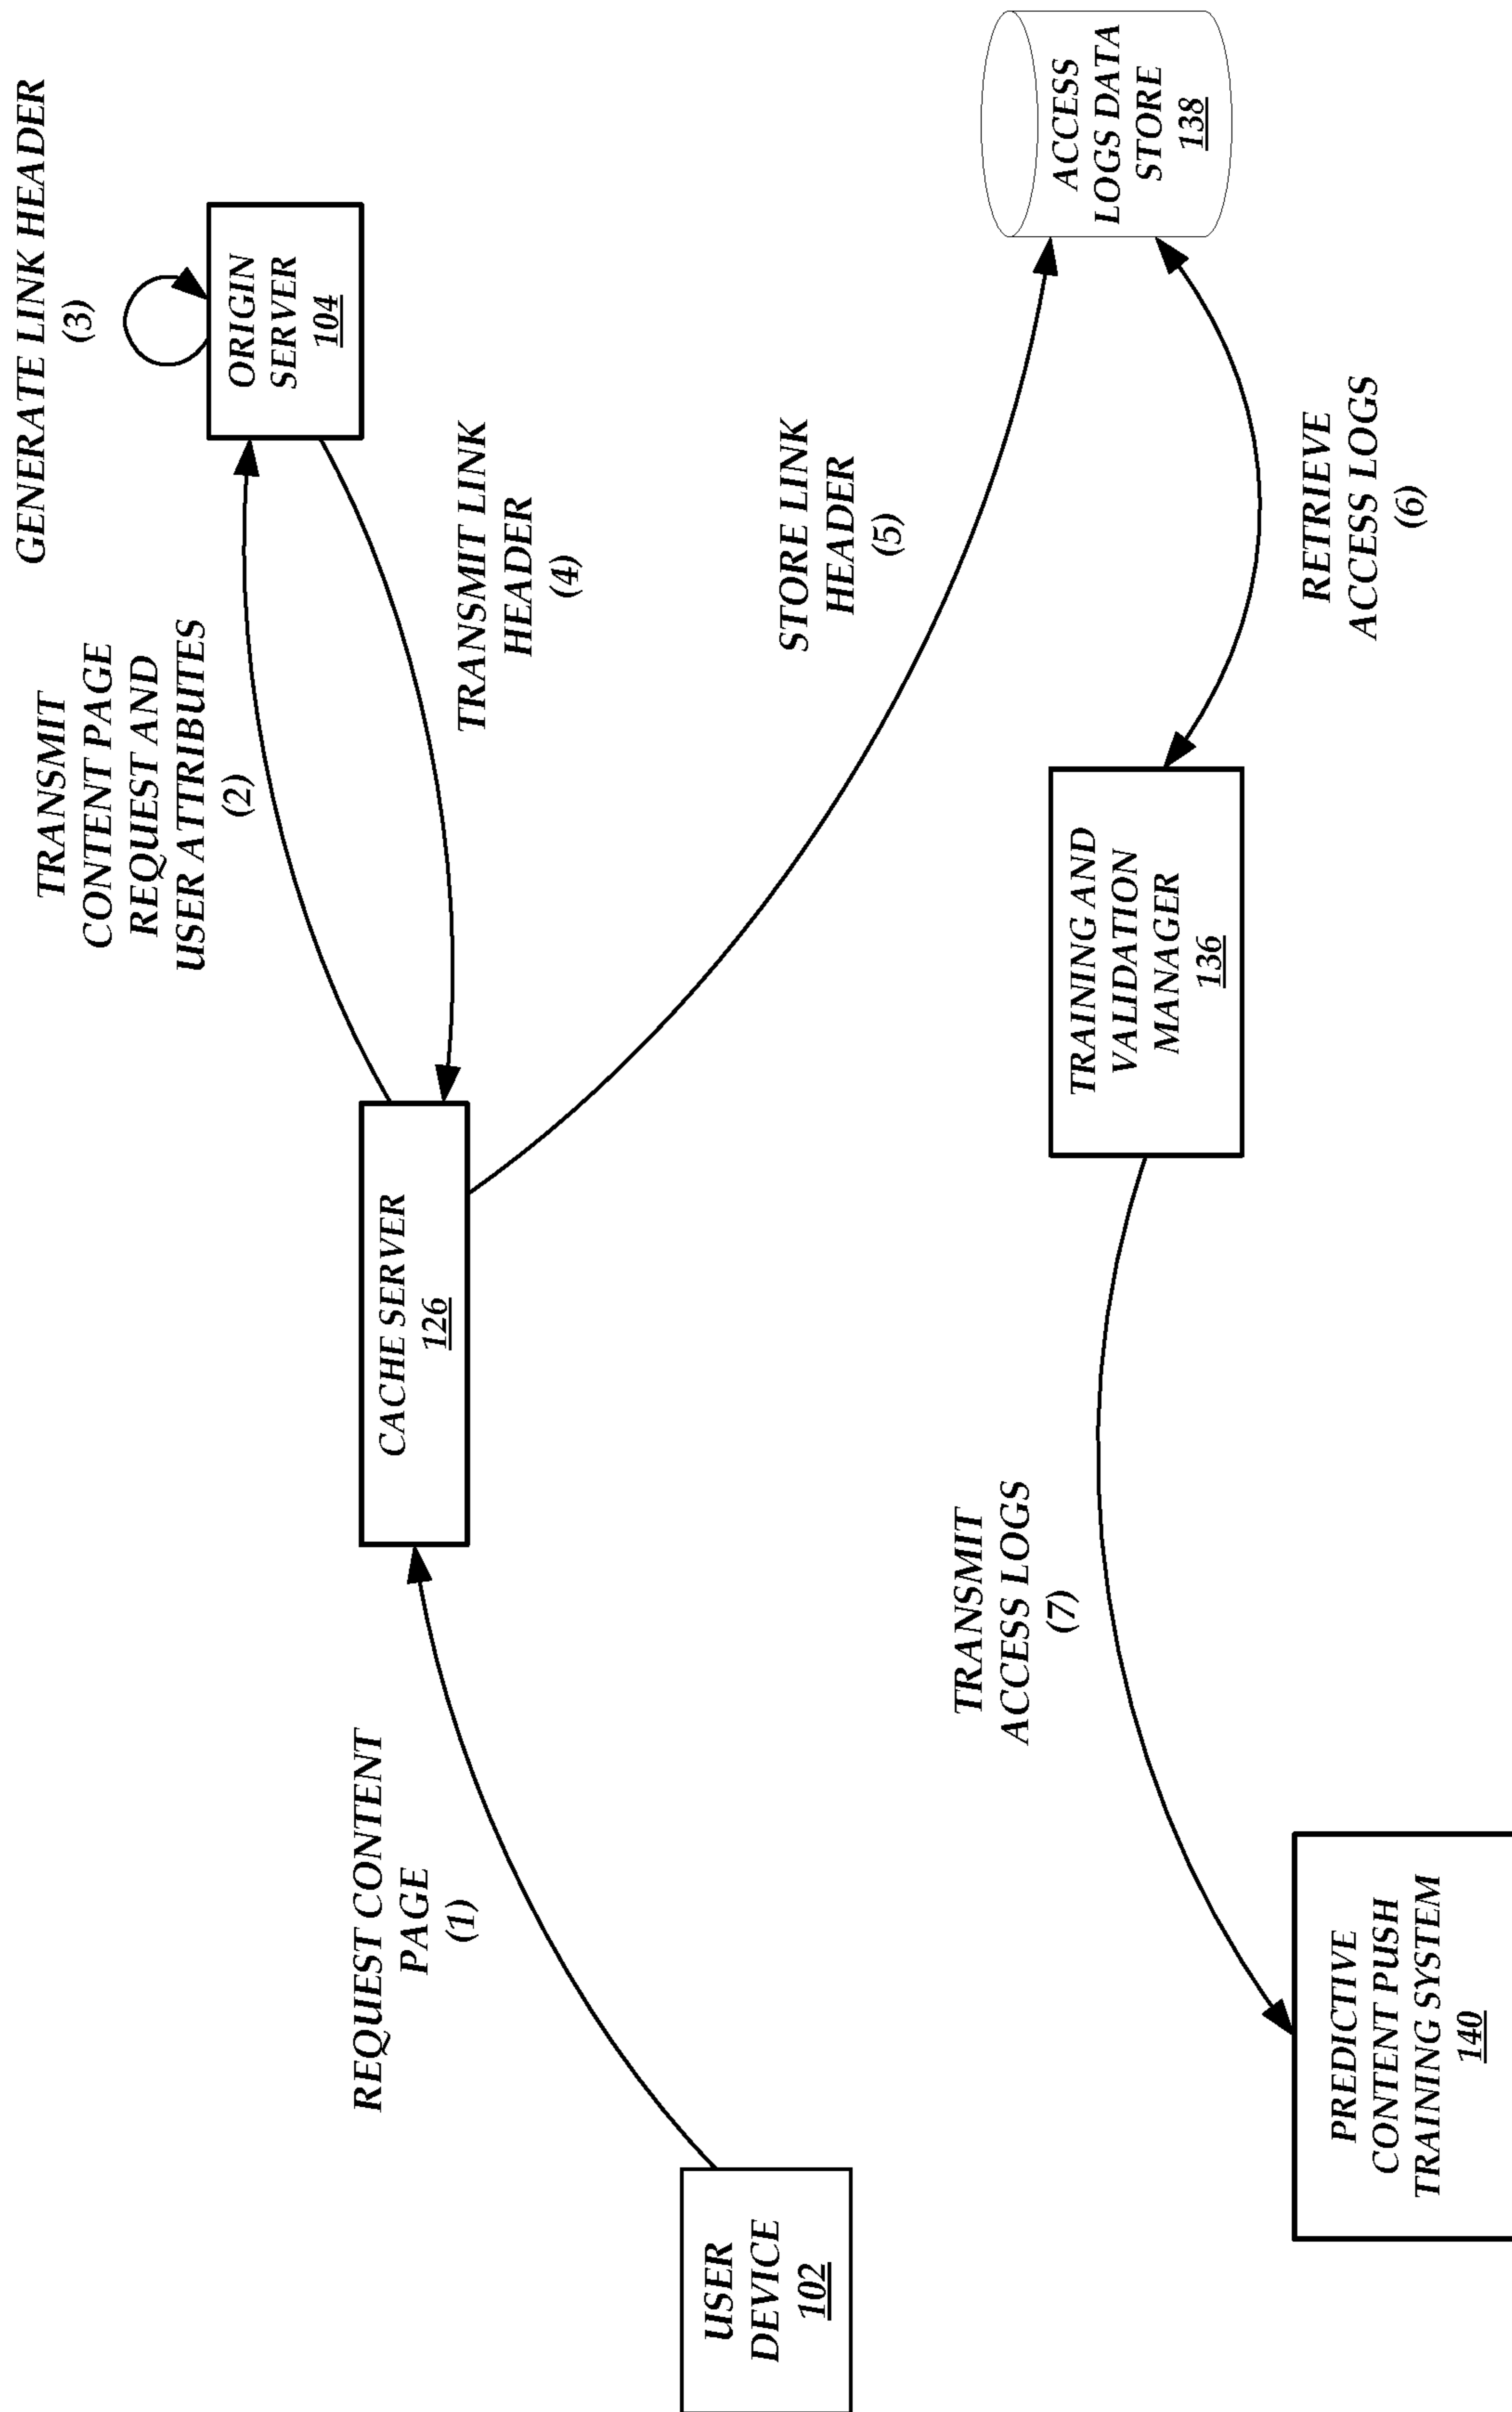 GENERATE LINK HEADER
(3)
TRANSMIT
CONTENT PAGE
REQUEST AND
USER ATTRIBUTES
(2)
ORIGIN
SERVER
104
TRANSMIT LINK
HEADER
(4)
REQUEST CONTENT
PAGE
(1)
CACHE SERVER
126
STORE LINK
HEADER
(5)
USER
DEVICE
102
ACCESS
LOGS DATA
STORE
138
TRANSMIT
ACCESS LOGS
(7)
TRAINING AND
VALIDATION
MANAGER
136
RETRIEVE
ACCESS LOGS
(6)
PREDICTIVE
CONTENT PUSH
TRAINING SYSTEM
140